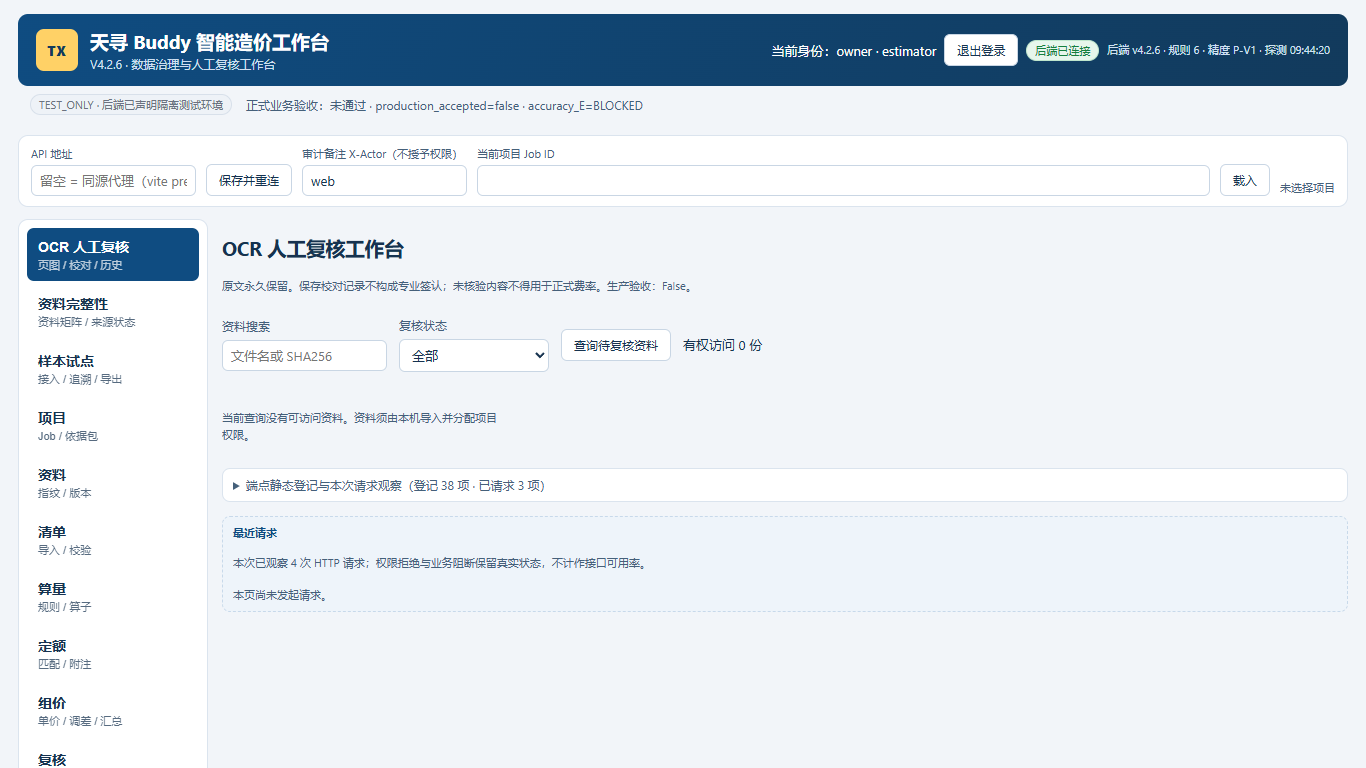 TX
天寻 Buddy 智能造价工作台
V4.2.6 · 数据治理与人工复核工作台
当前身份：owner · estimator
退出登录
后端已连接
后端 v4.2.6 · 规则 6 · 精度 P-V1 · 探测 09:44:20
TEST_ONLY · 后端已声明隔离测试环境
正式业务验收：未通过 · production_accepted=false · accuracy_E=BLOCKED
API 地址
留空 = 同源代理（vite pre
保存并重连
审计备注 X-Actor（不授予权限）
web
当前项目 Job ID
载入
未选择项目
OCR 人工复核
页图 / 校对 / 历史
资料完整性
资料矩阵 / 来源状态
样本试点
接入 / 追溯 / 导出
项目
Job / 依据包
资料
指纹 / 版本
清单
导入 / 校验
算量
规则 / 算子
定额
匹配 / 附注
组价
单价 / 调差 / 汇总
复核
OCR 人工复核工作台
原文永久保留。保存校对记录不构成专业签认；未核验内容不得用于正式费率。生产验收：False。
资料搜索
文件名或 SHA256
复核状态
全部
查询待复核资料
有权访问 0 份
当前查询没有可访问资料。资料须由本机导入并分配项目
权限。
端点静态登记与本次请求观察（登记 38 项 · 已请求 3 项）
最近请求
本次已观察 4 次 HTTP 请求；权限拒绝与业务阻断保留真实状态，不计作接口可用率。
本页尚未发起请求。